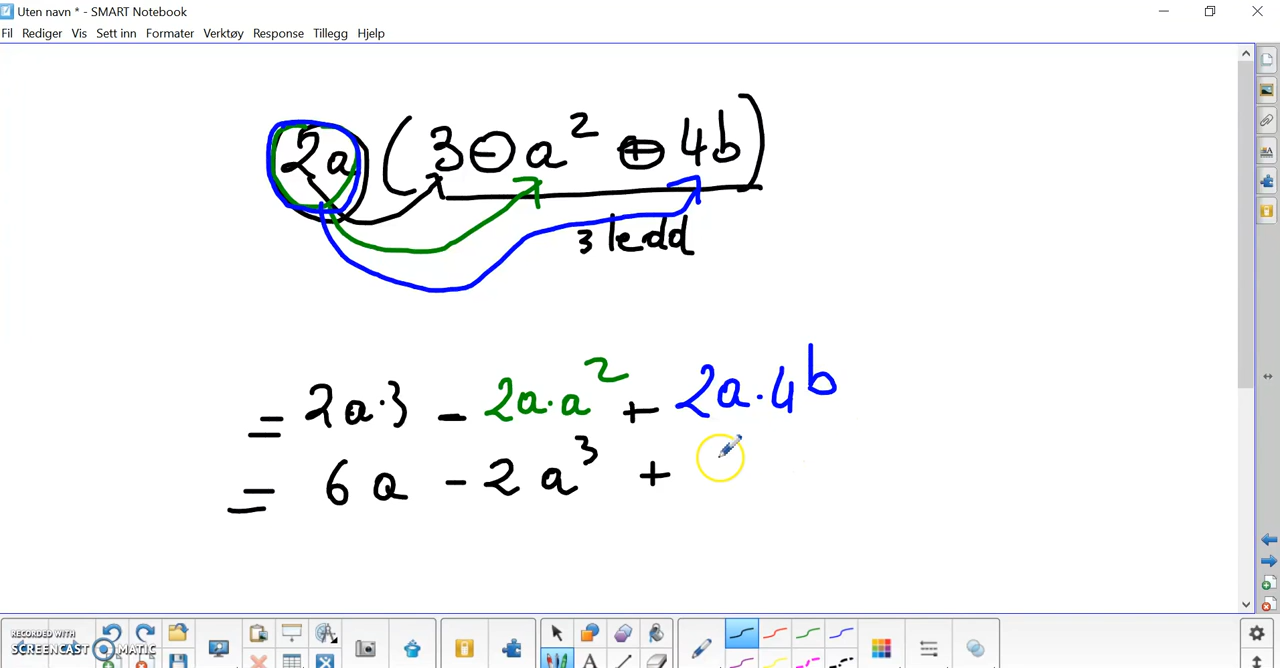 Uten navn * - SMART Notebook
Fil Rediger Vis Sett inn Formater Verktøy Response Tillegg Hjelp
2a (3 - a² + 4b)
3 ledd
= 2a·3 - 2a·a² + 2a·4b
= 6a - 2a³ +
RECORDED WITH
SCREENCAST MATIC